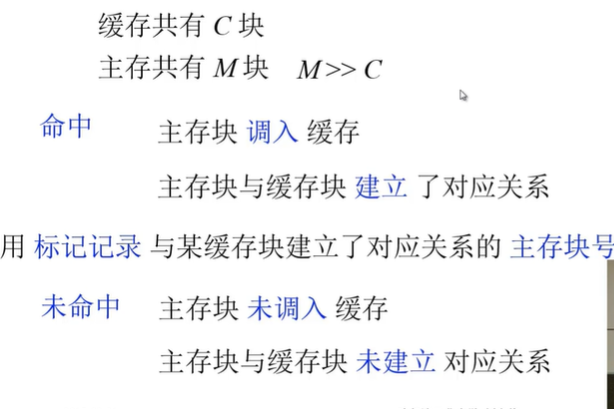 缓存共有 C 块
主存共有 M 块 M >> C
命中 主存块 调入 缓存
主存块与缓存块 建立 了对应关系
用 标记记录 与某缓存块建立了对应关系的 主存块号
未命中 主存块 未调入 缓存
主存块与缓存块 未建立 对应关系